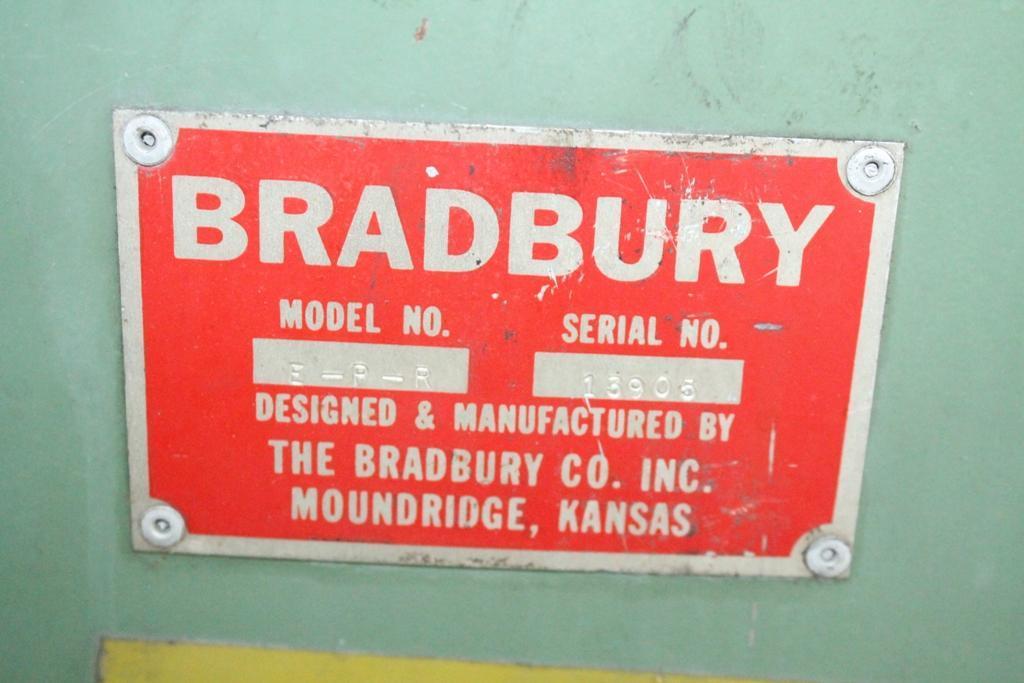 BRADBURY
MODEL NO. SERIAL NO.
E-P-R 13905
DESIGNED & MANUFACTURED BY
THE BRADBURY CO. INC.
MOUNDRIDGE, KANSAS